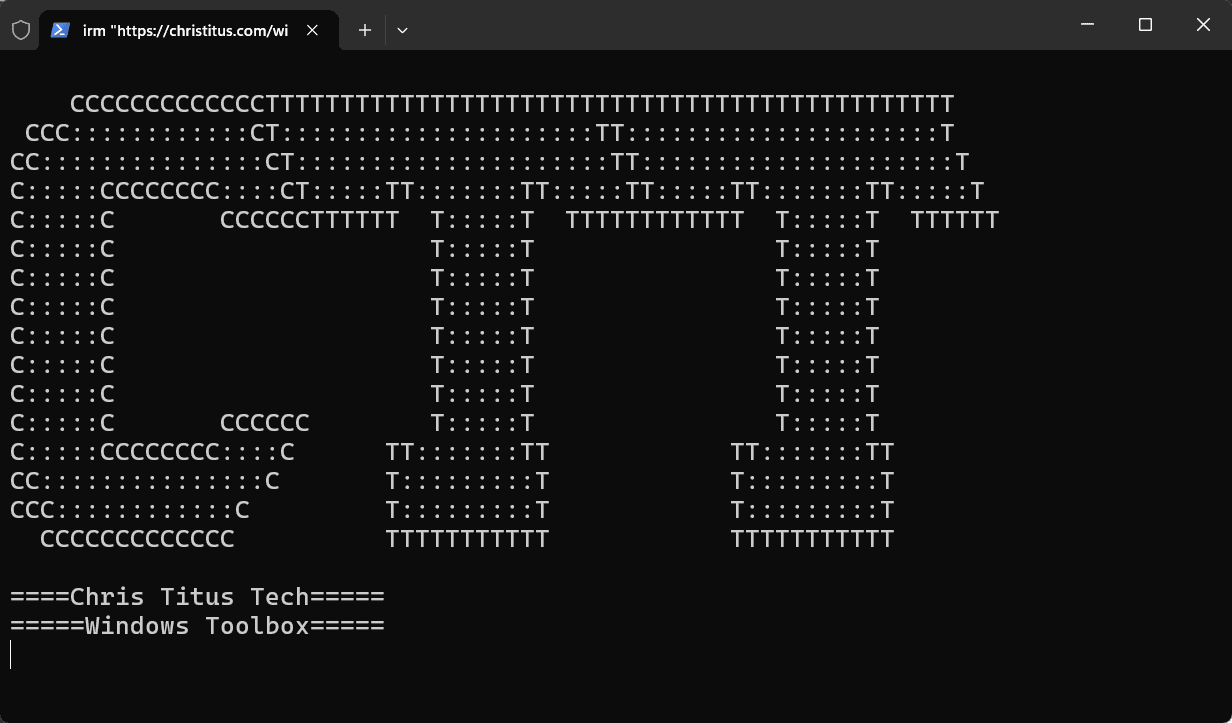 irm "https://christitus.com/wi
    CCCCCCCCCCCCCTTTTTTTTTTTTTTTTTTTTTTTTTTTTTTTTTTTTTTTTTTTTTT
 CCC::::::::::::CT:::::::::::::::::::::TT:::::::::::::::::::::T
CC:::::::::::::::CT:::::::::::::::::::::TT:::::::::::::::::::::T
C:::::CCCCCCCC::::CT:::::TT:::::::TT:::::TT:::::TT:::::::TT:::::T
C:::::C       CCCCCCTTTTTT  T:::::T  TTTTTTTTTTTT  T:::::T  TTTTTT
C:::::C                     T:::::T                T:::::T
C:::::C                     T:::::T                T:::::T
C:::::C                     T:::::T                T:::::T
C:::::C                     T:::::T                T:::::T
C:::::C                     T:::::T                T:::::T
C:::::C                     T:::::T                T:::::T
C:::::C       CCCCCC        T:::::T                T:::::T
C:::::CCCCCCCC::::C      TT:::::::TT            TT:::::::TT
CC:::::::::::::::C       T:::::::::T            T:::::::::T
CCC::::::::::::C         T:::::::::T            T:::::::::T
  CCCCCCCCCCCCC          TTTTTTTTTTT            TTTTTTTTTTT
====Chris Titus Tech=====
=====Windows Toolbox=====